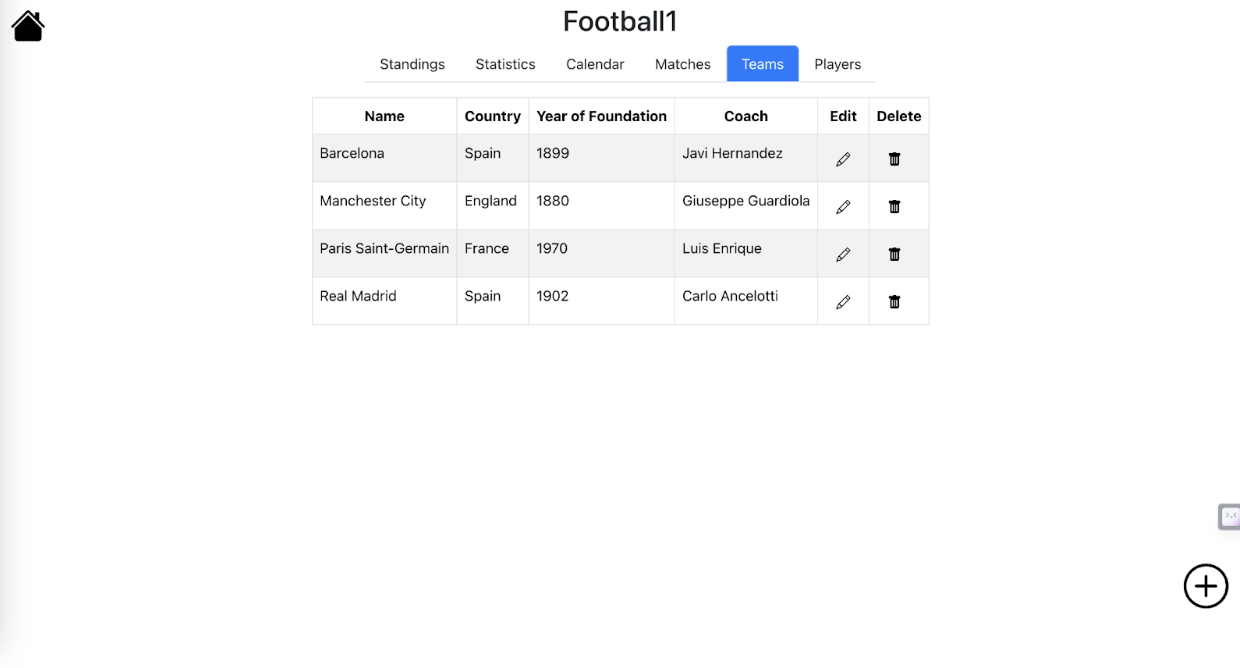 Football1
Standings Statistics Calendar Matches Teams Players
Name Country Year of Foundation Coach Edit Delete
Barcelona Spain 1899 Javi Hernandez
Manchester City England 1880 Giuseppe Guardiola
Paris Saint-Germain France 1970 Luis Enrique
Real Madrid Spain 1902 Carlo Ancelotti